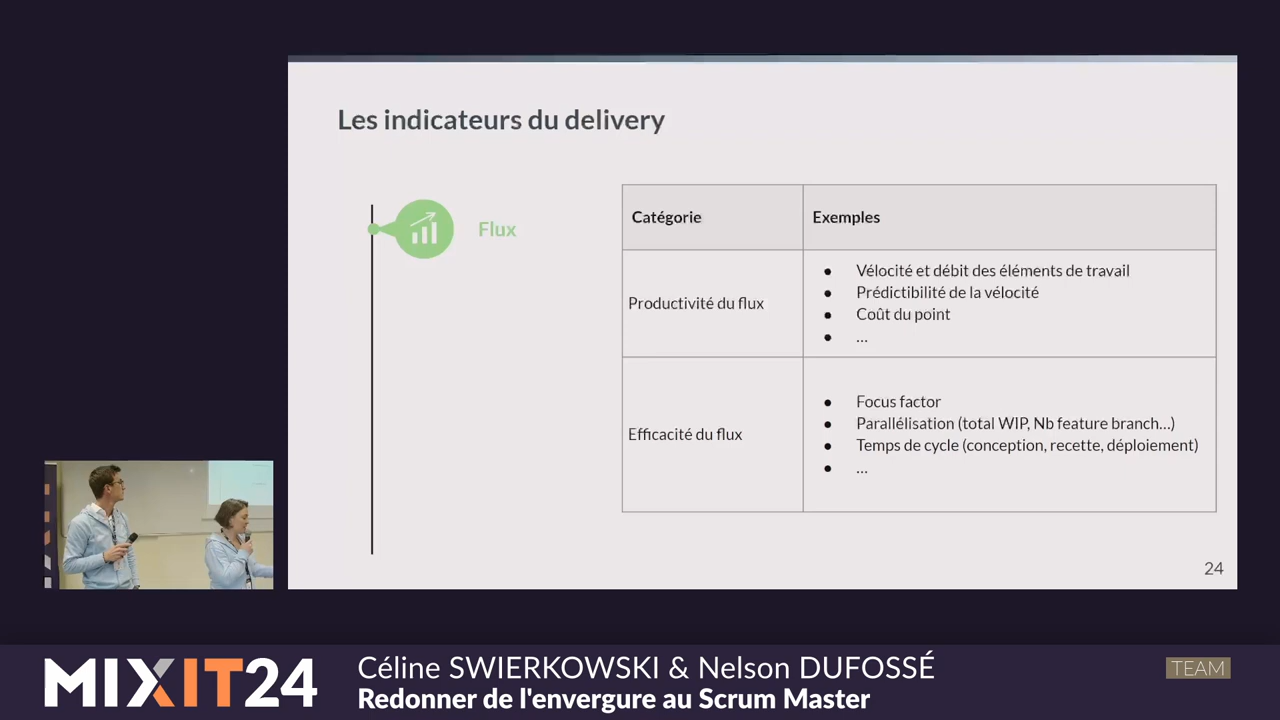 Les indicateurs du delivery
Flux
Catégorie
Exemples
Productivité du flux
● Vélocité et débit des éléments de travail
● Prédictibilité de la vélocité
● Coût du point
● ...
Efficacité du flux
● Focus factor
● Parallélisation (total WIP, Nb feature branch...)
● Temps de cycle (conception, recette, déploiement)
● ...
24
MIXIT24
Céline SWIERKOWSKI & Nelson DUFOSSÉ
Redonner de l'envergure au Scrum Master
TEAM